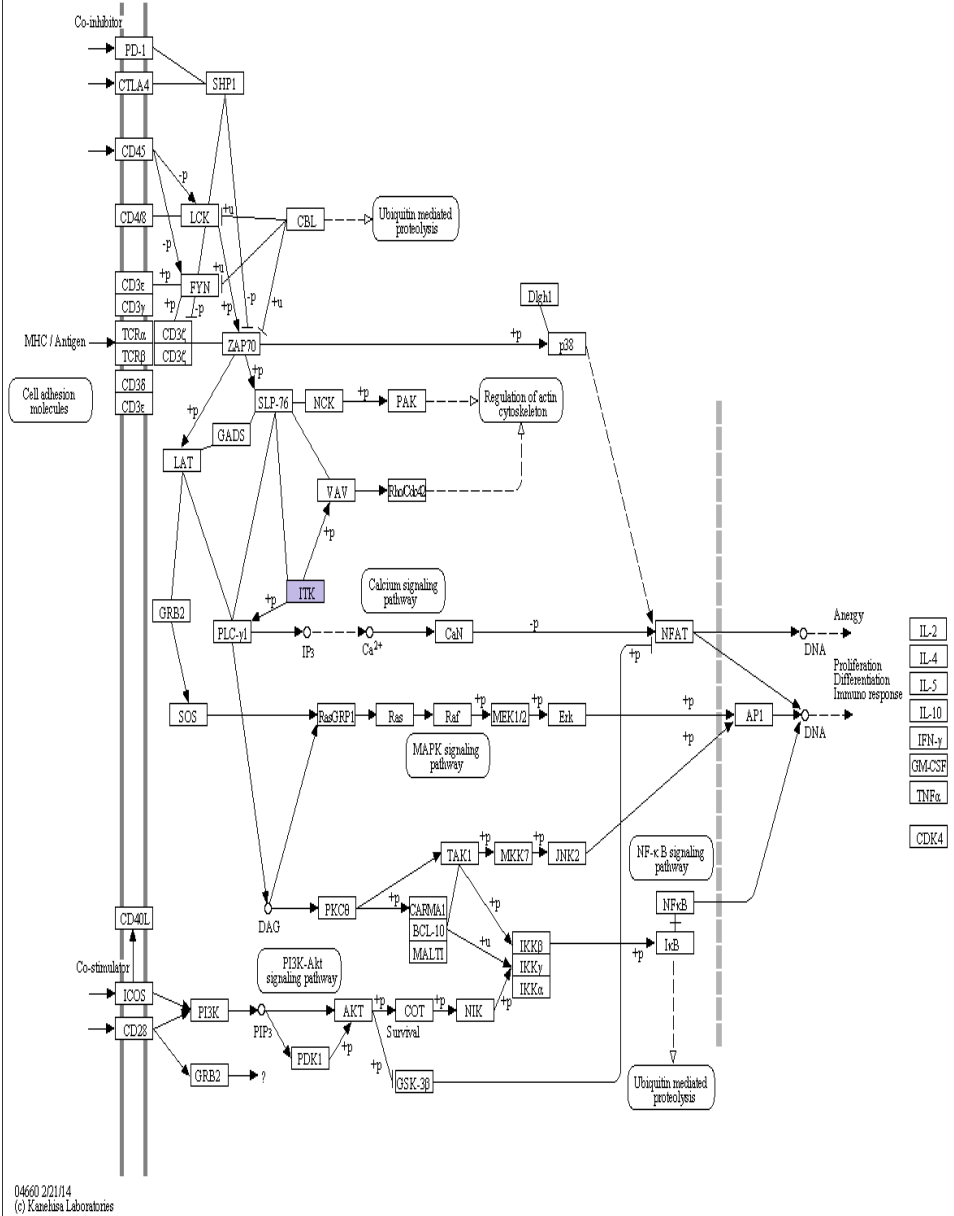 Co-inhibitor
PD-1
CTLA4
SHP1
CD45
-p
CD4/8
LCK
+u
CBL
Ubiquitin mediated
proteolysis
-p
+u
CD3ε
+p
FYN
CD3γ
+p
-p
+p
-p
+u
Dlgh1
MHC / Antigen
TCRα
CD3ζ
TCRβ
CD3ζ
ZAP70
+p
p38
Cell adhesion
molecules
CD3δ
CD3ε
+p
+p
SLP-76
NCK
+p
PAK
Regulation of actin
cytoskeleton
GADS
LAT
VAV
Rho/Cdc42
+p
ITK
+p
Calcium signaling
pathway
GRB2
PLC-γ1
IP3
Ca2+
CaN
-p
NFAT
+p
DNA
Anergy
Proliferation
Differentiation
Immuno response
IL-2
IL-4
IL-5
IL-10
IFN-γ
GM-CSF
TNFα
CDK4
SOS
RasGRP1
Ras
Raf
+p
MEK1/2
+p
Erk
+p
AP1
DNA
+p
MAPK signaling
pathway
TAK1
+p
MKK7
+p
JNK2
NF-κB signaling
pathway
DAG
PKCθ
+p
CARMA1
BCL-10
MALT1
+p
+u
IKKβ
IKKγ
IKKα
+p
NFκB
IκB
CD40L
Co-stimulator
ICOS
CD28
PI3K-Akt
signaling pathway
PI3K
PIP3
AKT
+p
COT
+p
NIK
+p
Survival
PDK1
+p
+p
GSK-3β
GRB2
?
Ubiquitin mediated
proteolysis
04660 2/21/14
(c) Kanehisa Laboratories